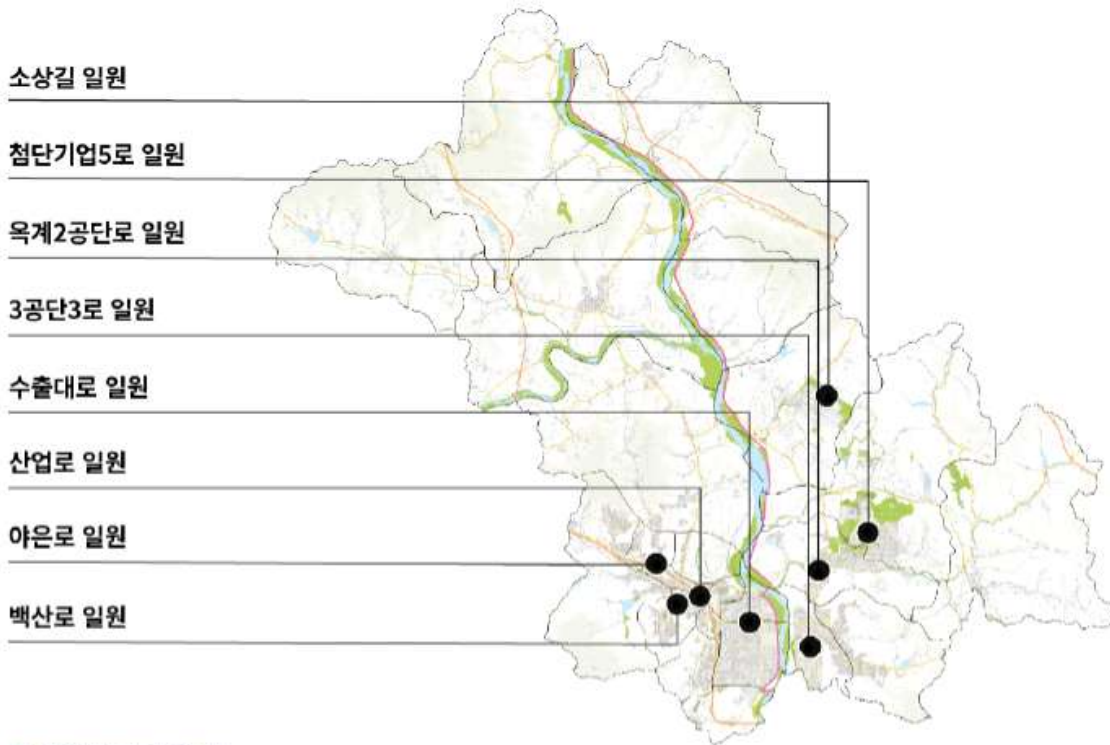 소상길 일원
첨단기업5로 일원
옥계2공단로 일원
3공단3로 일원
수출대로 일원
산업로 일원
야은로 일원
백산로 일원